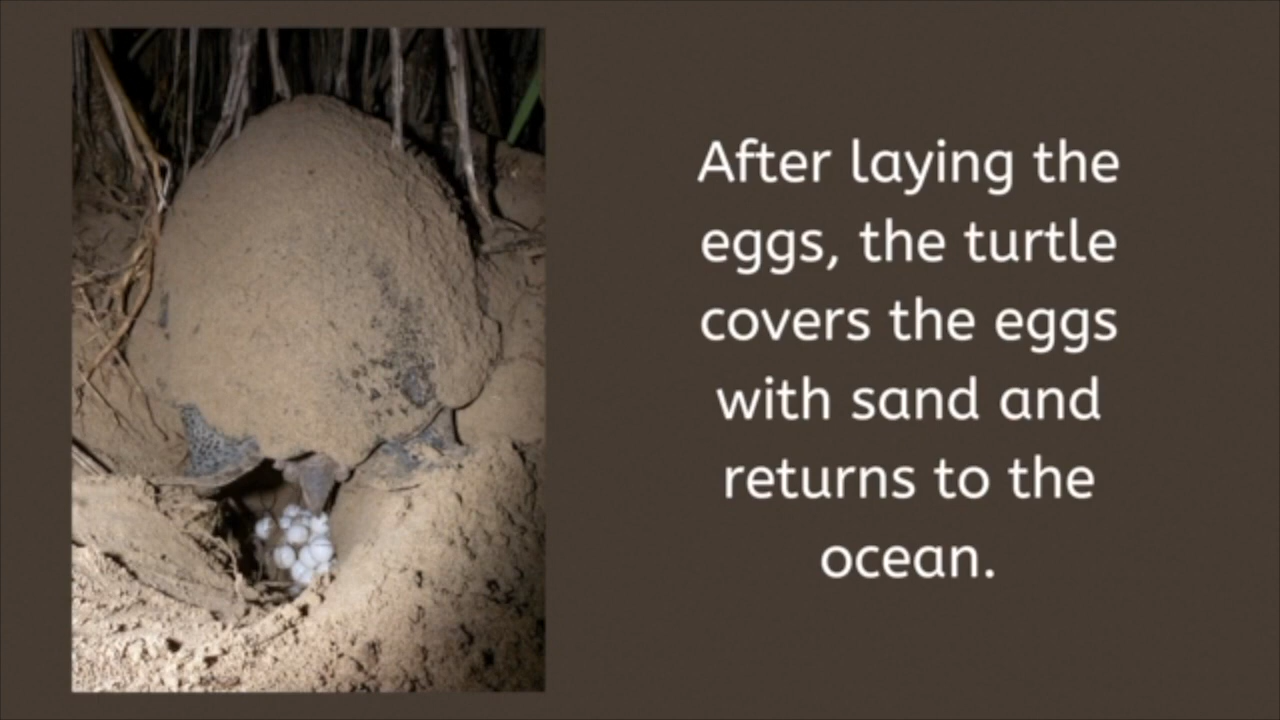 After laying the
eggs, the turtle
covers the eggs
with sand and
returns to the
ocean.